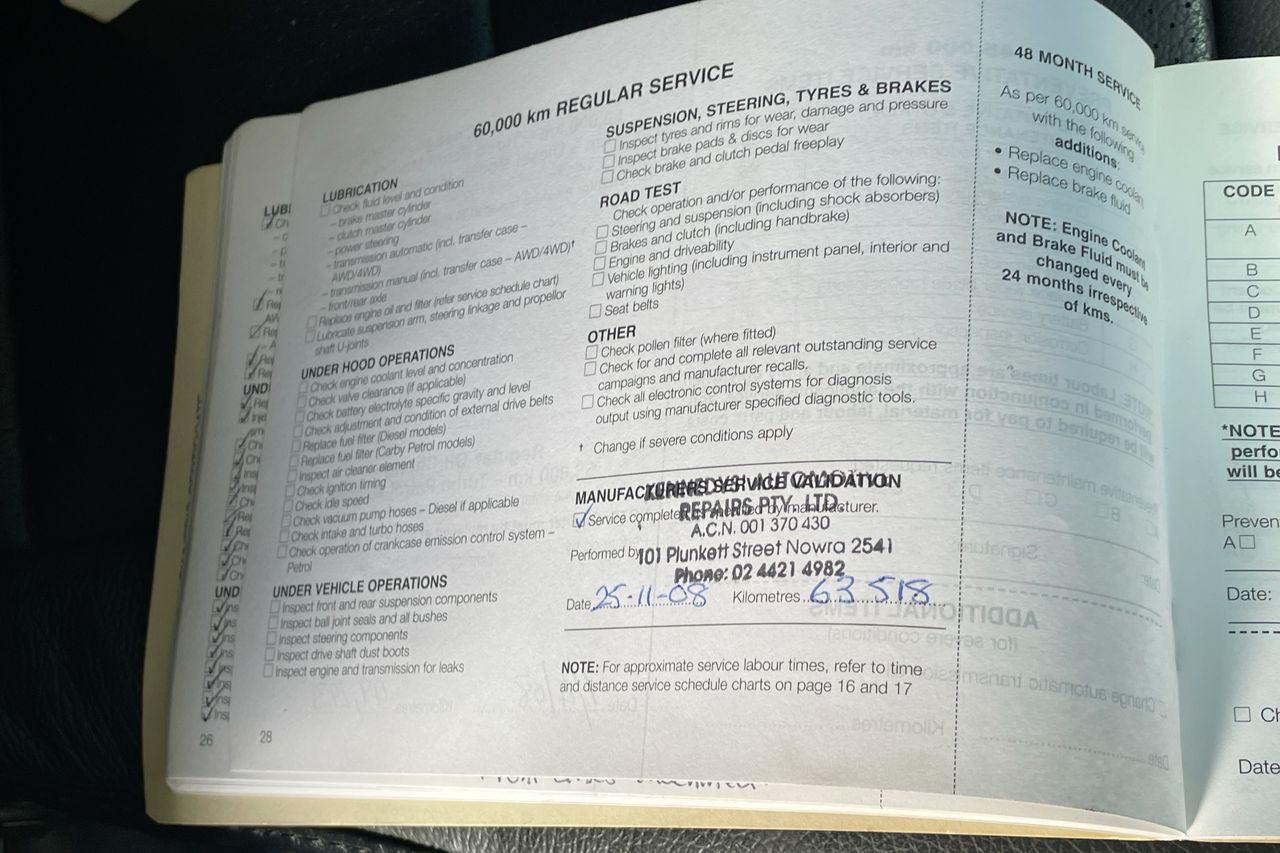 60,000 km REGULAR SERVICE
LUBRICATION
Check fluid level and condition
– brake master cylinder
– clutch master cylinder
– power steering
– transmission automatic (incl. transfer case –
AWD/4WD)
– transmission manual (incl. transfer case – AWD/4WD)†
– front/rear axle
Replace engine oil and filter (refer service schedule chart)
Lubricate suspension arm, steering linkage and propellor
shaft U-joints
UNDER HOOD OPERATIONS
Check engine coolant level and concentration
Check valve clearance (if applicable)
Check battery electrolyte specific gravity and level
Check adjustment and condition of external drive belts
Replace fuel filter (Diesel models)
Replace fuel filter (Carby Petrol models)
Inspect air cleaner element
Check ignition timing
Check idle speed
Check vacuum pump hoses – Diesel if applicable
Check intake and turbo hoses
Check operation of crankcase emission control system –
Petrol
UNDER VEHICLE OPERATIONS
Inspect front and rear suspension components
Inspect ball joint seals and all bushes
Inspect steering components
Inspect drive shaft dust boots
Inspect engine and transmission for leaks
26
28
SUSPENSION, STEERING, TYRES & BRAKES
Inspect tyres and rims for wear, damage and pressure
Inspect brake pads & discs for wear
Check brake and clutch pedal freeplay
ROAD TEST
Check operation and/or performance of the following:
Steering and suspension (including shock absorbers)
Brakes and clutch (including handbrake)
Engine and driveability
Vehicle lighting (including instrument panel, interior and
warning lights)
Seat belts
OTHER
Check pollen filter (where fitted)
Check for and complete all relevant outstanding service
campaigns and manufacturer recalls.
Check all electronic control systems for diagnosis
output using manufacturer specified diagnostic tools.
† Change if severe conditions apply
SERVICE VALIDATION
REPAIRS PTY. LTD.
Service manufacturer.
A.C.N. 001 370 430
Performed by
101 Plunkett Street Nowra 2541
Phone: 02 4421 4982
Date 25-11-08 Kilometres 63518
NOTE: For approximate service labour times, refer to time
and distance service schedule charts on page 16 and 17
48 MONTH SERVICE
As per 60,000 km
with the following
additions:
• Replace engine
• Replace brake fluid
NOTE: Engine Coolant
and Brake Fluid must be
changed every
24 months irrespective
of kms.
CODE
A
B
C
D
E
F
G
H
*NOTE
will be
A
Date:
Date